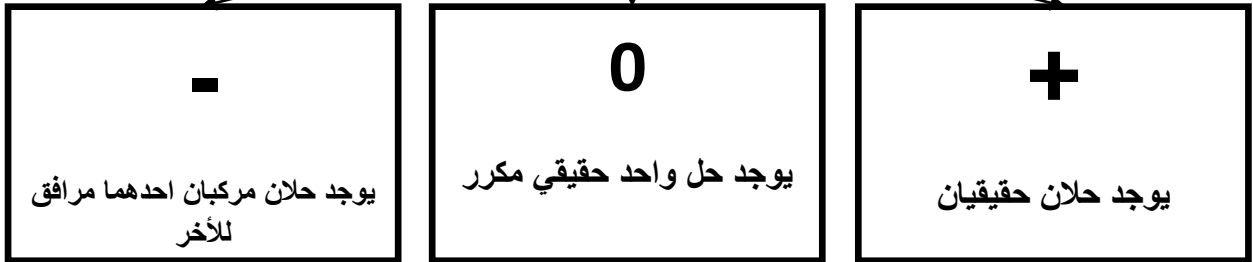 +
يوجد حلان حقيقيان
0
يوجد حل واحد حقيقي مكرر
-
يوجد حلان مركبان احدهما مرافق
للأخر